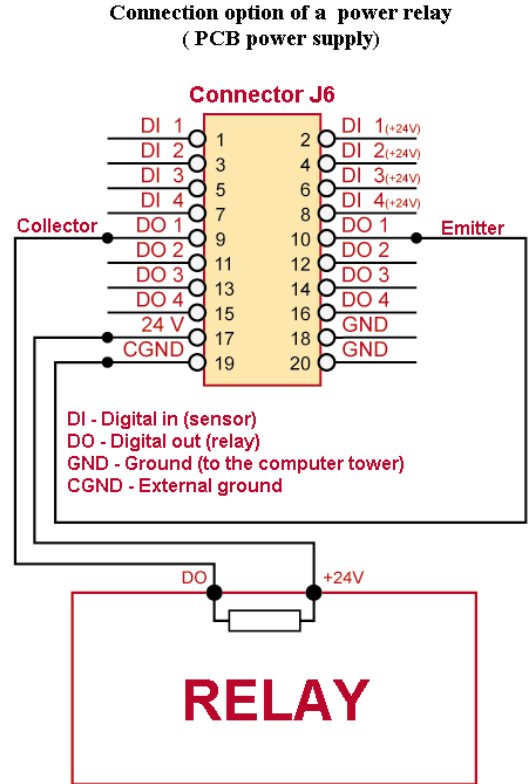 Connection option of a power relay
( PCB power supply)
Connector J6
DI 1 1 2 DI 1(+24V)
DI 2 3 4 DI 2(+24V)
DI 3 5 6 DI 3(+24V)
DI 4 7 8 DI 4(+24V)
Collector DO 1 9 10 DO 1 Emitter
DO 2 11 12 DO 2
DO 3 13 14 DO 3
DO 4 15 16 DO 4
24 V 17 18 GND
CGND 19 20 GND
DI - Digital in (sensor)
DO - Digital out (relay)
GND - Ground (to the computer tower)
CGND - External ground
DO +24V
RELAY